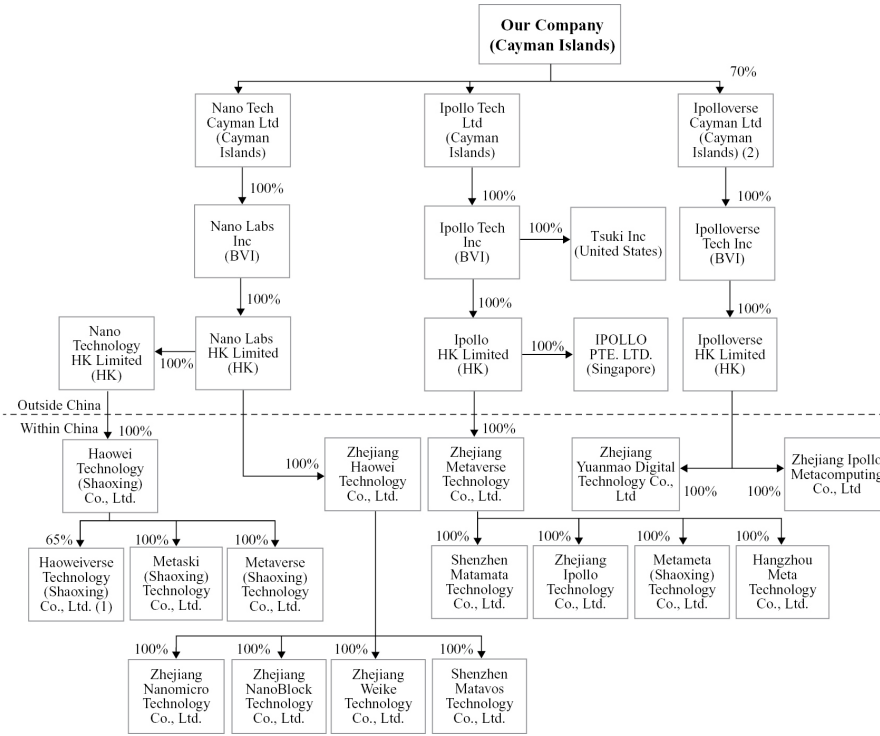 Our Company
(Cayman Islands)
70%
Nano Tech
Cayman Ltd
(Cayman
Islands)
Ipollo Tech
Ltd
(Cayman
Islands)
Ipolloverse
Cayman Ltd
(Cayman
Islands) (2)
100%
100%
100%
Nano Labs
Inc
(BVI)
Ipollo Tech
Inc
(BVI)
100%
Tsuki Inc
(United States)
Ipolloverse
Tech Inc
(BVI)
100%
100%
100%
Nano
Technology
HK Limited
(HK)
100%
Nano Labs
HK Limited
(HK)
Ipollo
HK Limited
(HK)
100%
IPOLLO
PTE. LTD.
(Singapore)
Ipolloverse
HK Limited
(HK)
Outside China
Within China
100%
100%
Haowei
Technology
(Shaoxing)
Co., Ltd.
100%
Zhejiang
Haowei
Technology
Co., Ltd.
Zhejiang
Metaverse
Technology
Co., Ltd.
Zhejiang
Yuanmao Digital
Technology Co.,
Ltd
100%
100%
Zhejiang Ipollo
Metacomputing
Co., Ltd
65%
100%
100%
100%
100%
100%
100%
Haoweiverse
Technology
(Shaoxing)
Co., Ltd. (1)
Metaski
(Shaoxing)
Technology
Co., Ltd.
Metaverse
(Shaoxing)
Technology
Co., Ltd.
Shenzhen
Matamata
Technology
Co., Ltd.
Zhejiang
Ipollo
Technology
Co., Ltd.
Metameta
(Shaoxing)
Technology
Co., Ltd.
Hangzhou
Meta
Technology
Co., Ltd.
100%
100%
100%
100%
Zhejiang
Nanomicro
Technology
Co., Ltd.
Zhejiang
NanoBlock
Technology
Co., Ltd.
Zhejiang
Weike
Technology
Co., Ltd.
Shenzhen
Matavos
Technology
Co., Ltd.